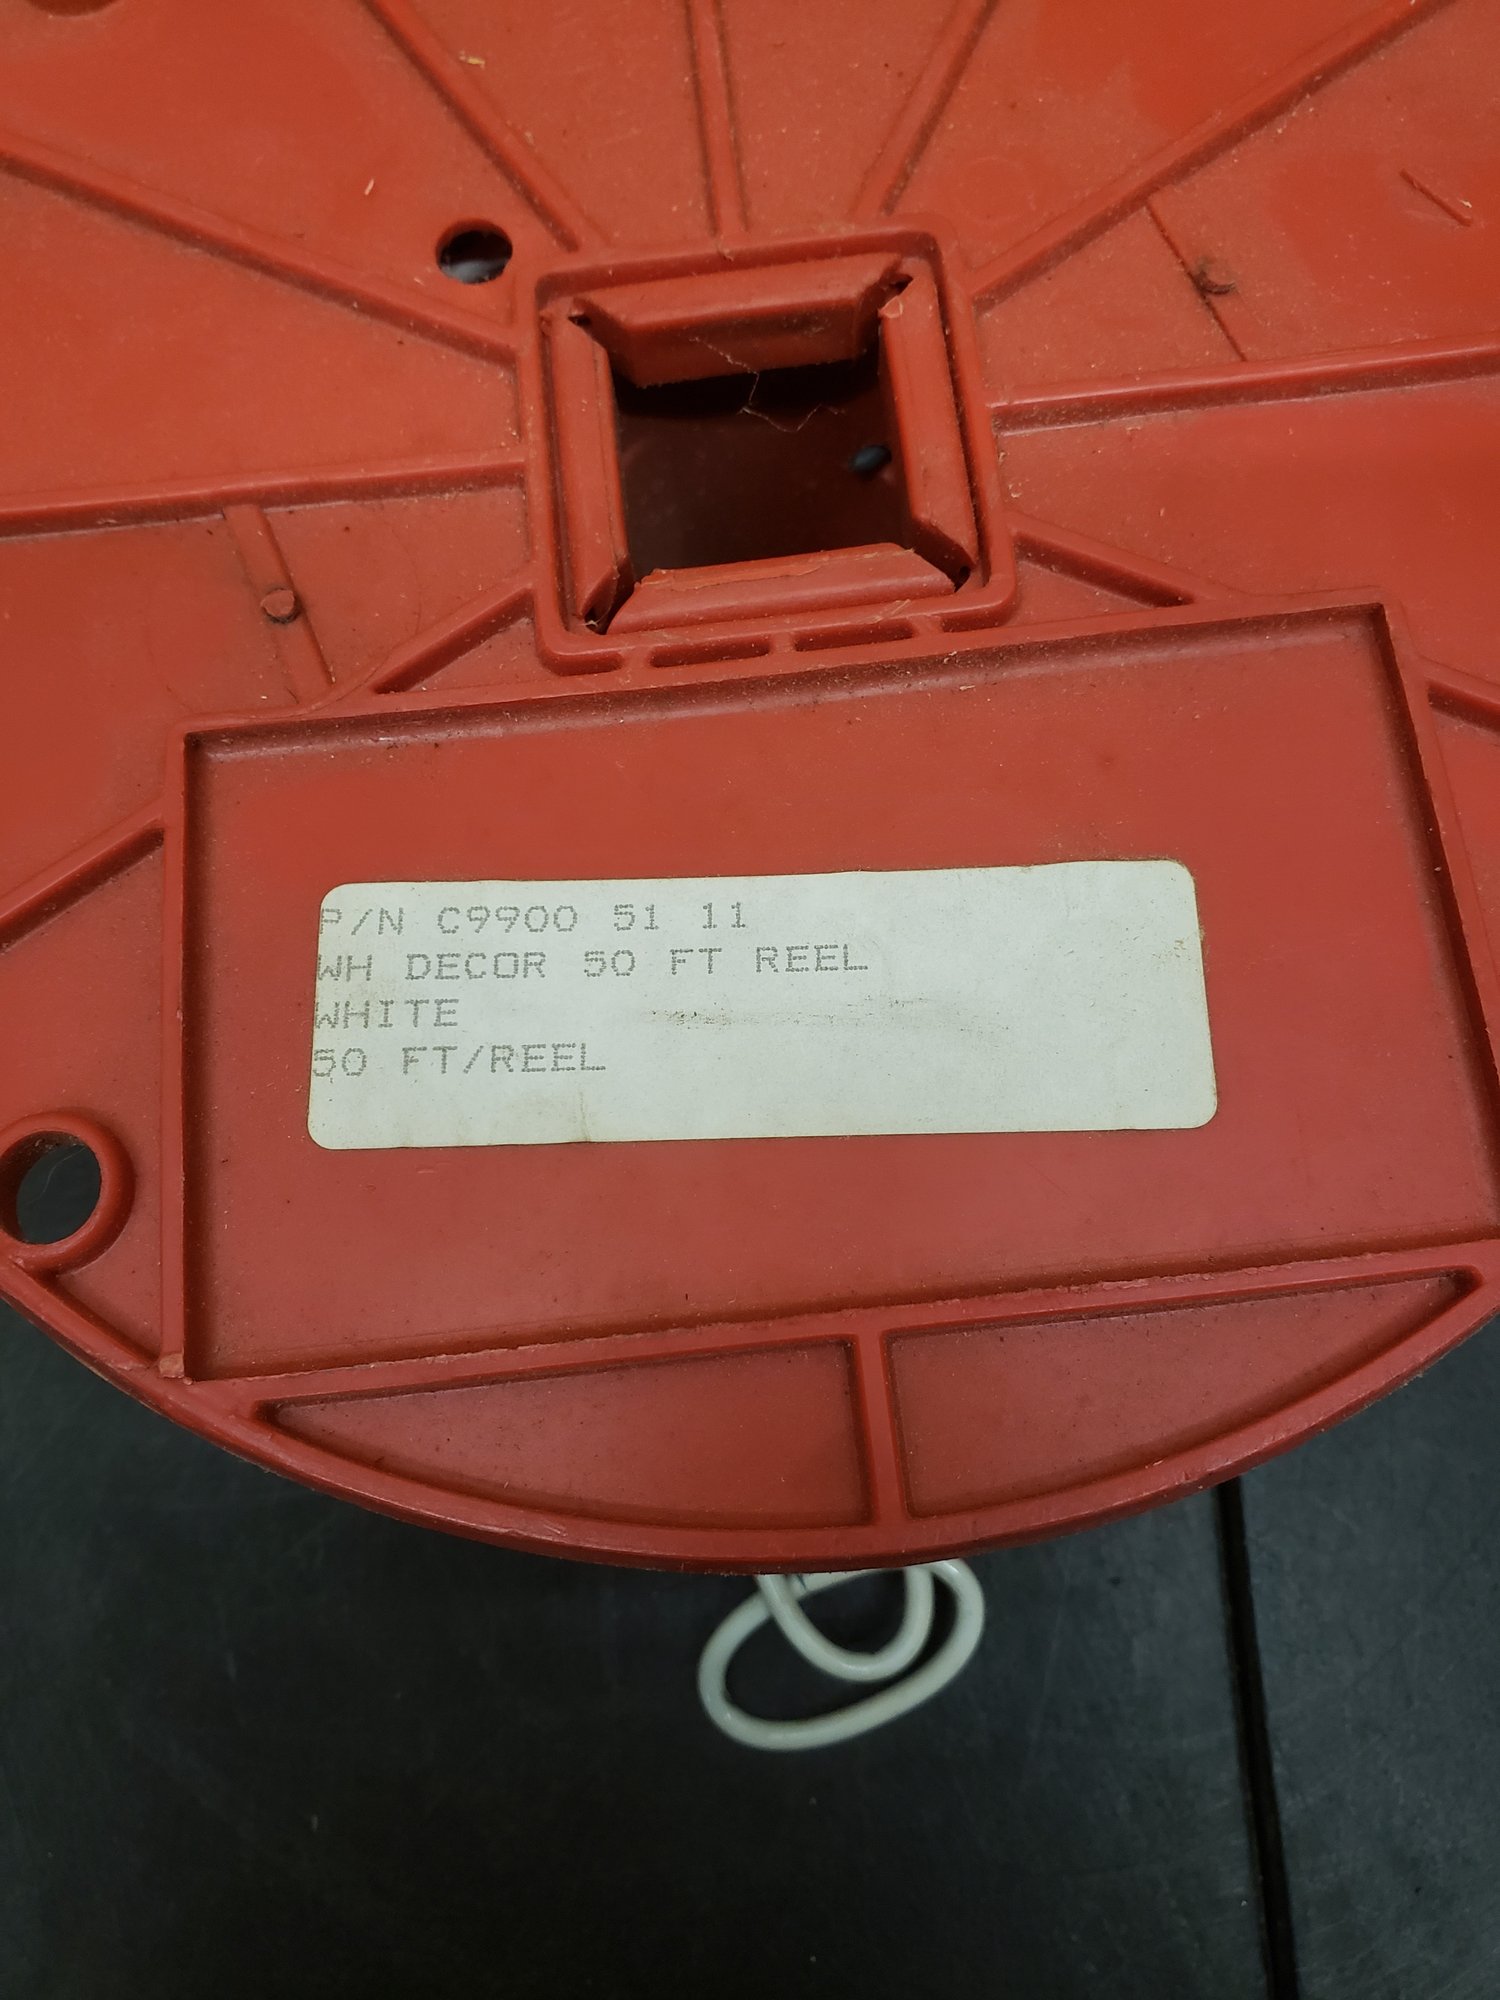 P/N C9900 51 11
WH DECOR 50 FT REEL
WHITE
50 FT/REEL